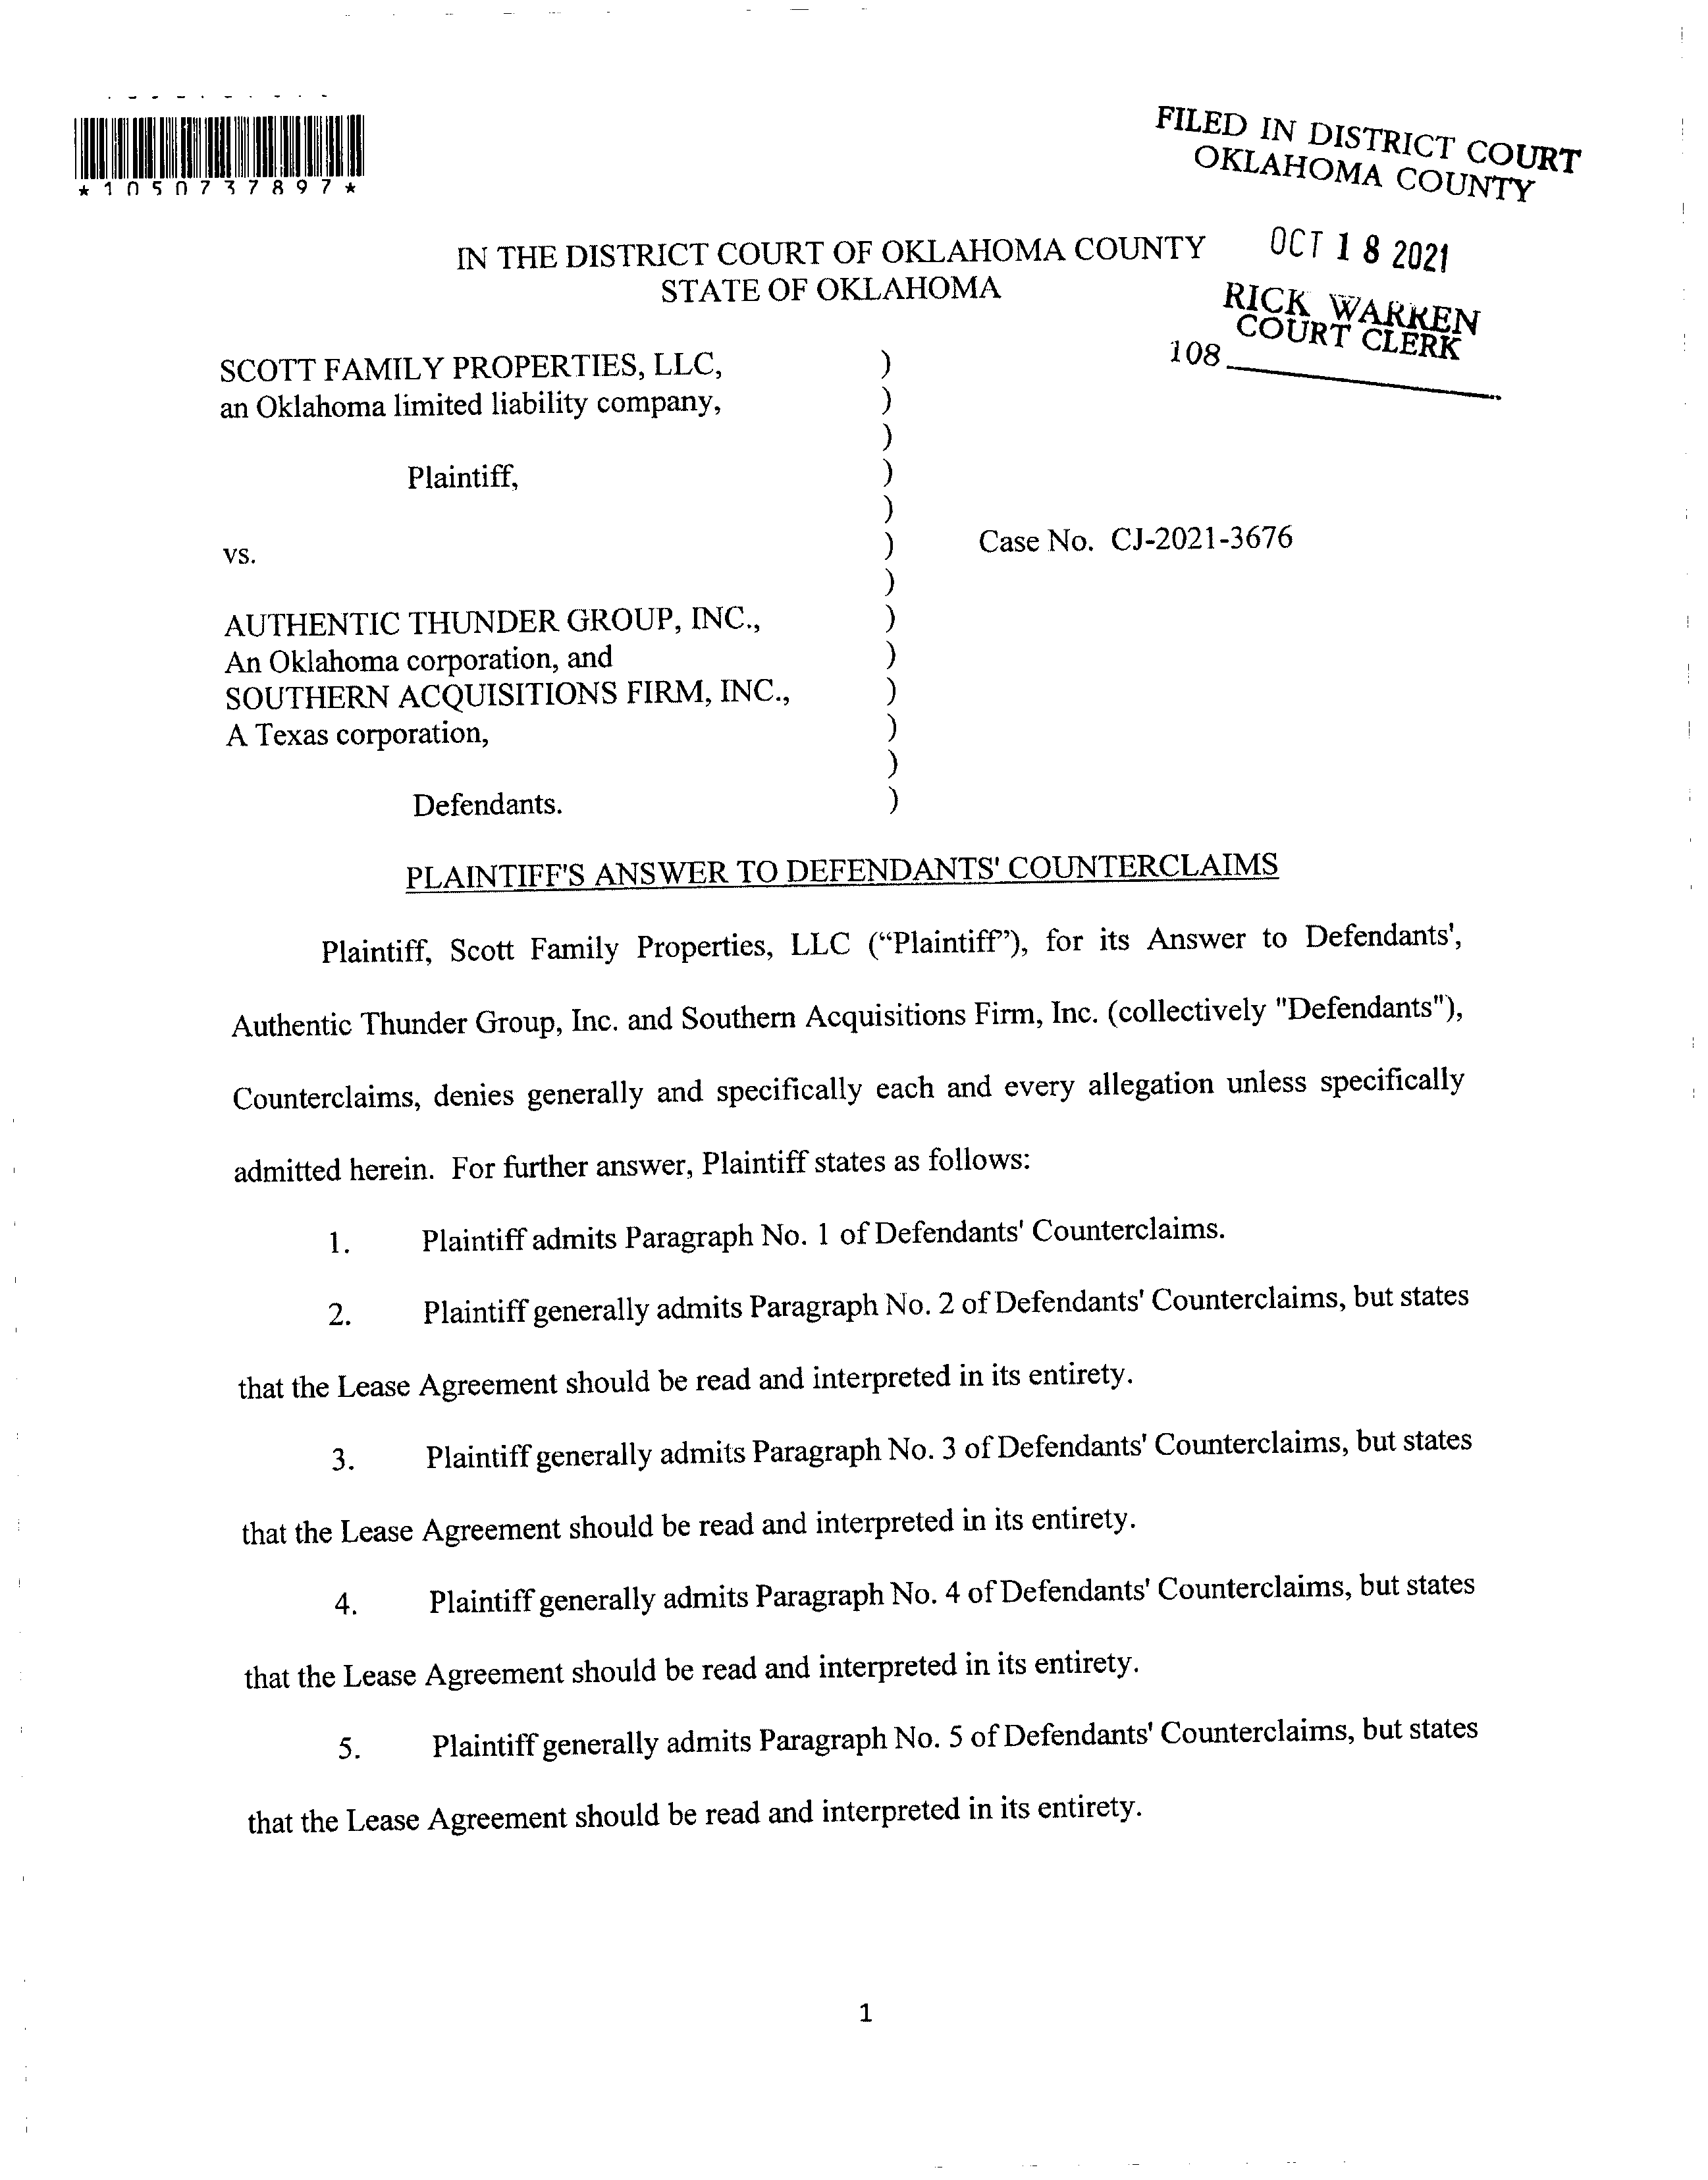 *1050737897*
FILED IN DISTRICT COURT
OKLAHOMA COUNTY
OCT 18 2021
RICK WARREN
COURT CLERK
108
IN THE DISTRICT COURT OF OKLAHOMA COUNTY
STATE OF OKLAHOMA
SCOTT FAMILY PROPERTIES, LLC, )
an Oklahoma limited liability company, )
)
Plaintiff, )
)
vs. ) Case No. CJ-2021-3676
)
AUTHENTIC THUNDER GROUP, INC., )
An Oklahoma corporation, and )
SOUTHERN ACQUISITIONS FIRM, INC., )
A Texas corporation, )
)
Defendants. )
PLAINTIFF'S ANSWER TO DEFENDANTS' COUNTERCLAIMS
Plaintiff, Scott Family Properties, LLC (“Plaintiff”), for its Answer to Defendants',
Authentic Thunder Group, Inc. and Southern Acquisitions Firm, Inc. (collectively "Defendants"),
Counterclaims, denies generally and specifically each and every allegation unless specifically
admitted herein. For further answer, Plaintiff states as follows:
1. Plaintiff admits Paragraph No. 1 of Defendants' Counterclaims.
2. Plaintiff generally admits Paragraph No. 2 of Defendants' Counterclaims, but states
that the Lease Agreement should be read and interpreted in its entirety.
3. Plaintiff generally admits Paragraph No. 3 of Defendants' Counterclaims, but states
that the Lease Agreement should be read and interpreted in its entirety.
4. Plaintiff generally admits Paragraph No. 4 of Defendants' Counterclaims, but states
that the Lease Agreement should be read and interpreted in its entirety.
5. Plaintiff generally admits Paragraph No. 5 of Defendants' Counterclaims, but states
that the Lease Agreement should be read and interpreted in its entirety.
1